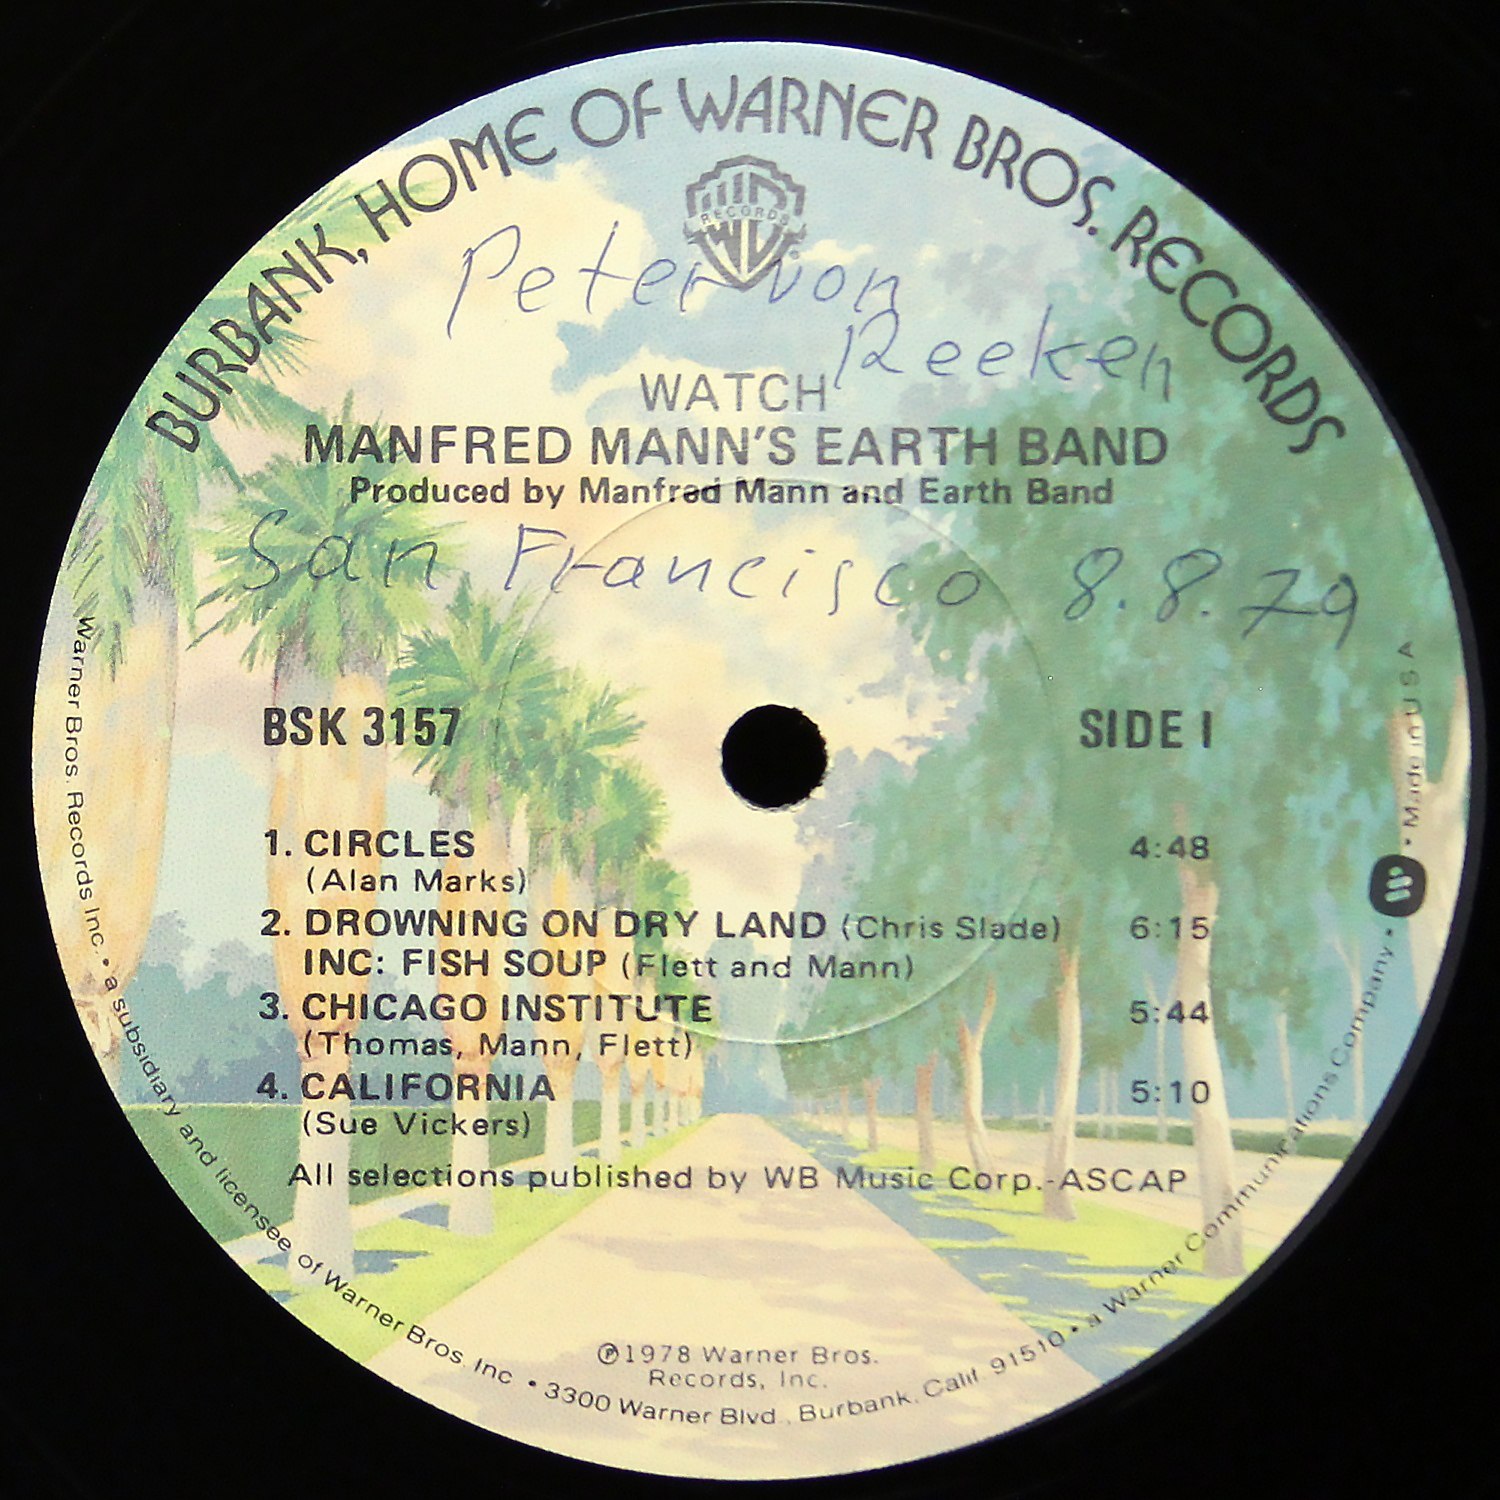 BURBANK, HOME OF WARNER BROS. RECORDS
WB
RECORDS
®
Peter von
Reeken
WATCH
MANFRED MANN'S EARTH BAND
Produced by Manfred Mann and Earth Band
San Francisco 8.8.79
BSK 3157 SIDE I
1. CIRCLES 4:48
(Alan Marks)
2. DROWNING ON DRY LAND (Chris Slade) 6:15
INC: FISH SOUP (Flett and Mann)
3. CHICAGO INSTITUTE 5:44
(Thomas, Mann, Flett)
4. CALIFORNIA 5:10
(Sue Vickers)
All selections published by WB Music Corp.-ASCAP
℗1978 Warner Bros.
Records, Inc.
Warner Bros. Records Inc. • a subsidiary and licensee of Warner Bros. Inc • 3300 Warner Blvd., Burbank, Calif. 91510 • a Warner Communications Company • Made in U S A